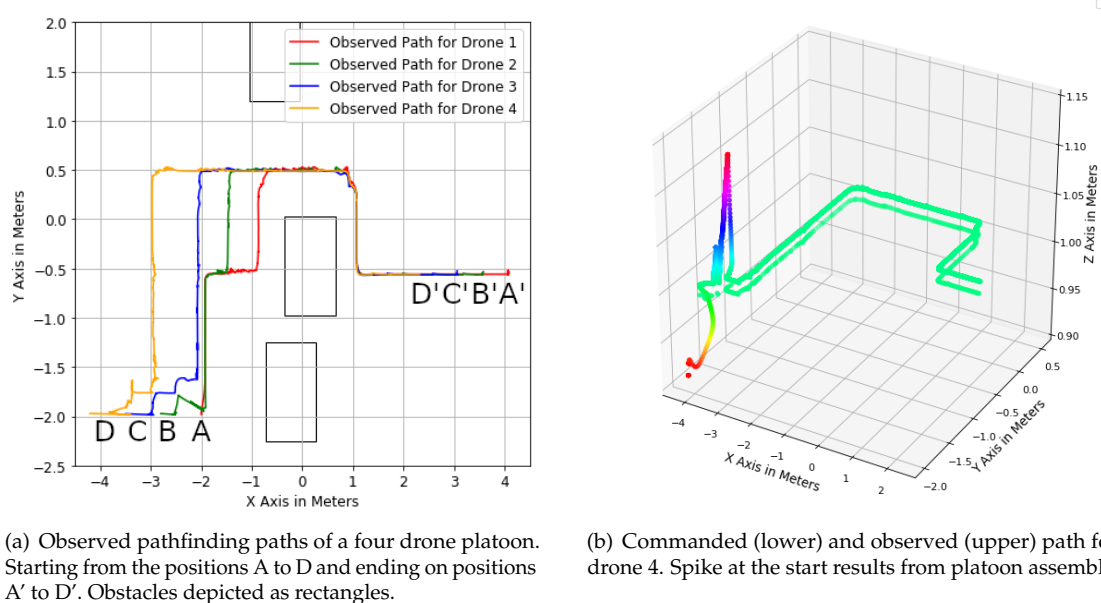 2.0
1.5
1.0
0.5
0.0
−0.5
−1.0
−1.5
−2.0
−2.5
Y Axis in Meters
Observed Path for Drone 1
Observed Path for Drone 2
Observed Path for Drone 3
Observed Path for Drone 4
D'C'B'A'
D C B A
−4 −3 −2 −1 0 1 2 3 4
X Axis in Meters
1.15
1.10
1.05
1.00
0.95
0.90
Z Axis in Meters
−4 −3 −2 −1 0 1 2
X Axis in Meters
0.5
0.0
−0.5
−1.0
−1.5
−2.0
Y Axis in Meters
(a) Observed pathfinding paths of a four drone platoon.
Starting from the positions A to D and ending on positions
A’ to D’. Obstacles depicted as rectangles.
(b) Commanded (lower) and observed (upper) path f
drone 4. Spike at the start results from platoon assembl